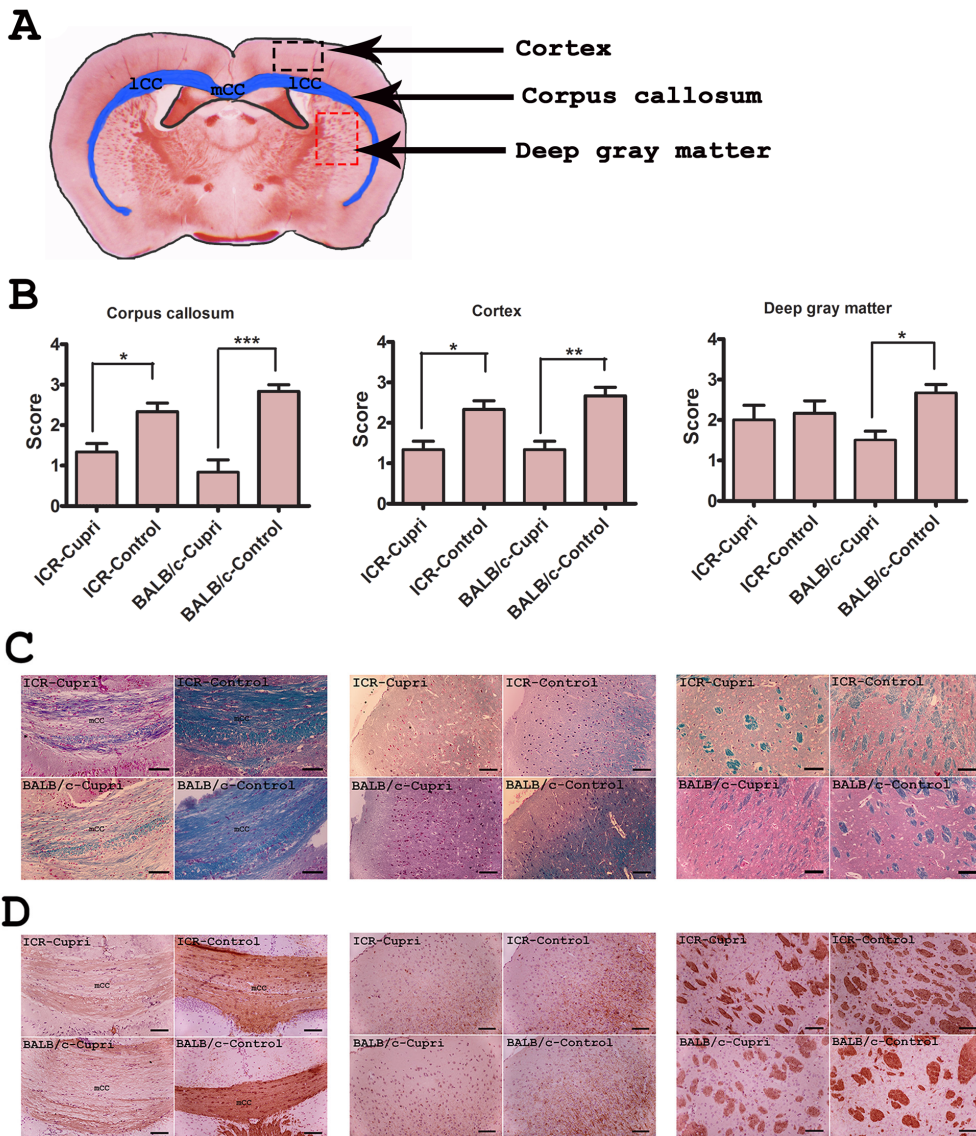 A
Cortex
lCC
mCC
lCC
Corpus callosum
Deep gray matter
B
Corpus callosum
Score
4
3
2
1
0
*
***
ICR-Cupri
ICR-Control
BALB/c-Cupri
BALB/c-Control
Cortex
Score
4
3
2
1
0
*
**
ICR-Cupri
ICR-Control
BALB/c-Cupri
BALB/c-Control
Deep gray matter
Score
4
3
2
1
0
*
ICR-Cupri
ICR-Control
BALB/c-Cupri
BALB/c-Control
C
ICR-Cupri
mCC
ICR-Control
mCC
BALB/c-Cupri
mCC
BALB/c-Control
mCC
ICR-Cupri
ICR-Control
BALB/c-Cupri
BALB/c-Control
ICR-Cupri
ICR-Control
BALB/c-Cupri
BALB/c-Control
D
ICR-Cupri
mCC
ICR-Control
mCC
BALB/c-Cupri
mCC
BALB/c-Control
mCC
ICR-Cupri
ICR-Control
BALB/c-Cupri
BALB/c-Control
ICR-Cupri
ICR-Control
BALB/c-Cupri
BALB/c-Control